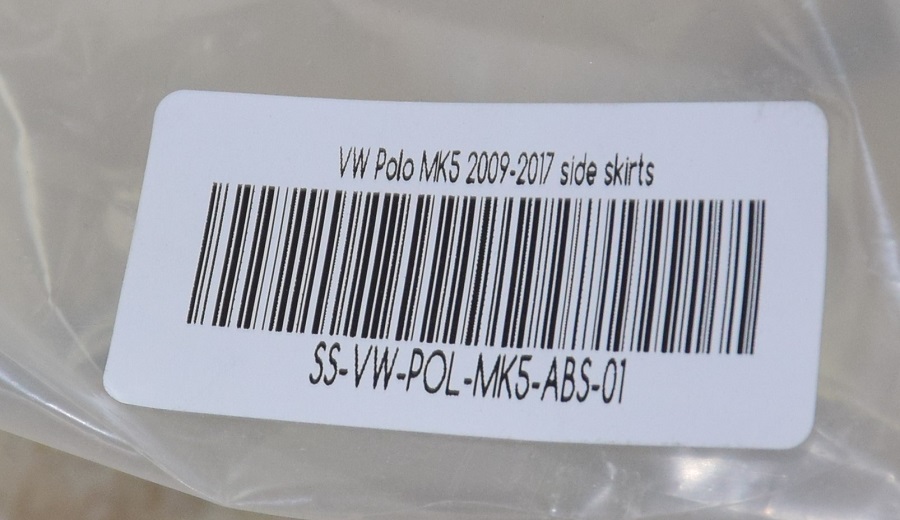 VW Polo MK5 2009-2017 side skirts
SS-VW-POL-MK5-ABS-01